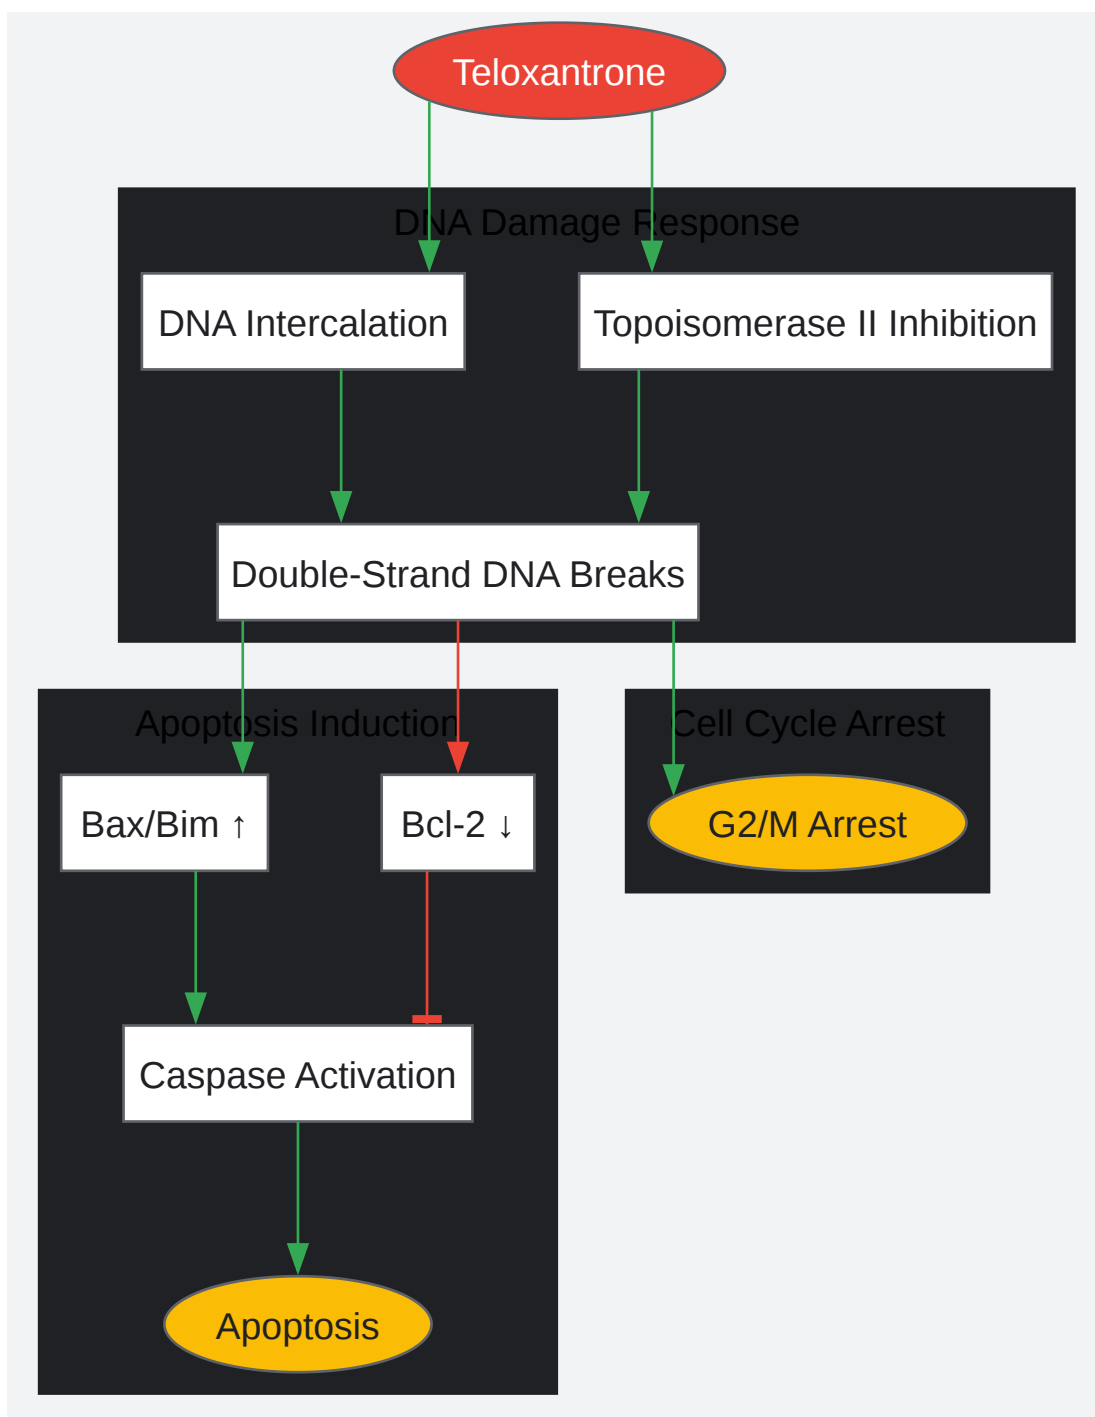 Teloxantrone
DNA Damage Response
DNA Intercalation
Topoisomerase II Inhibition
Double-Strand DNA Breaks
Apoptosis Induction
Cell Cycle Arrest
Bax/Bim ↑
Bcl-2 ↓
G2/M Arrest
Caspase Activation
Apoptosis